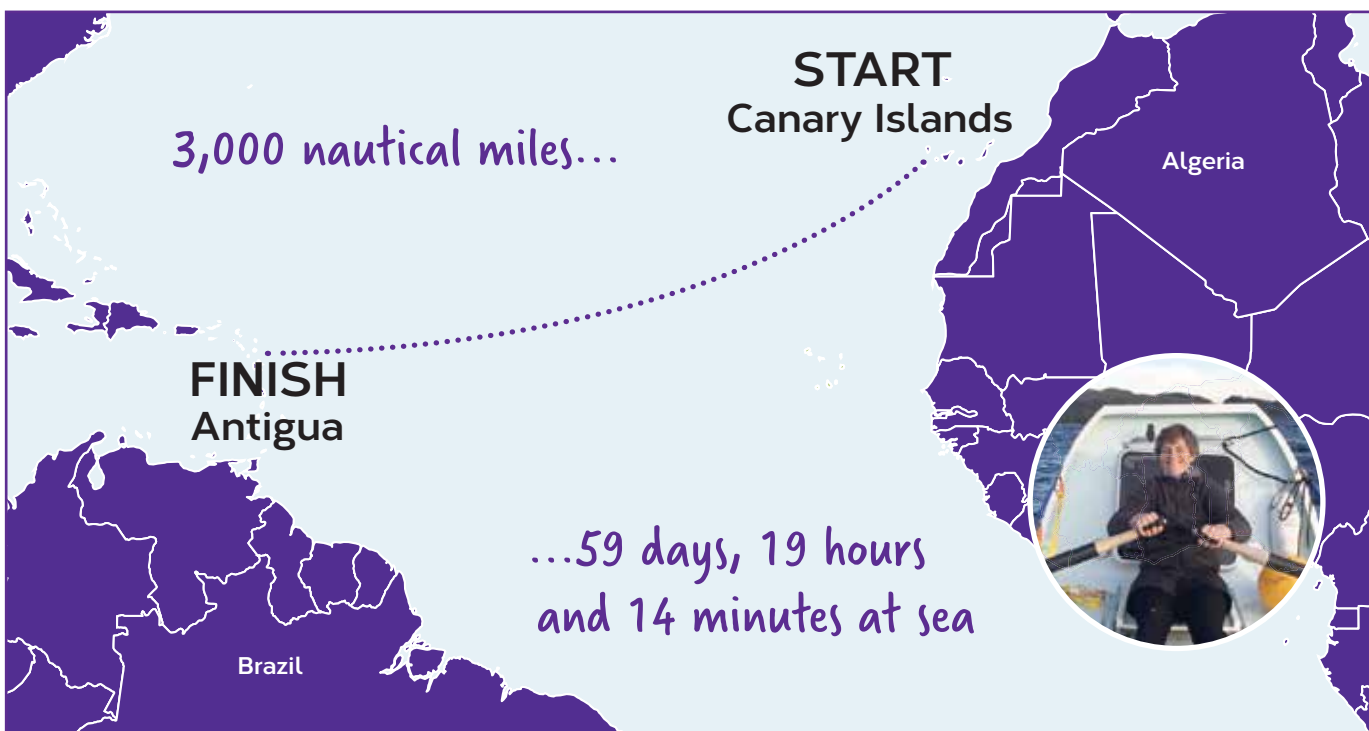 START
Canary Islands
3,000 nautical miles...
Algeria
FINISH
Antigua
...59 days, 19 hours
and 14 minutes at sea
Brazil